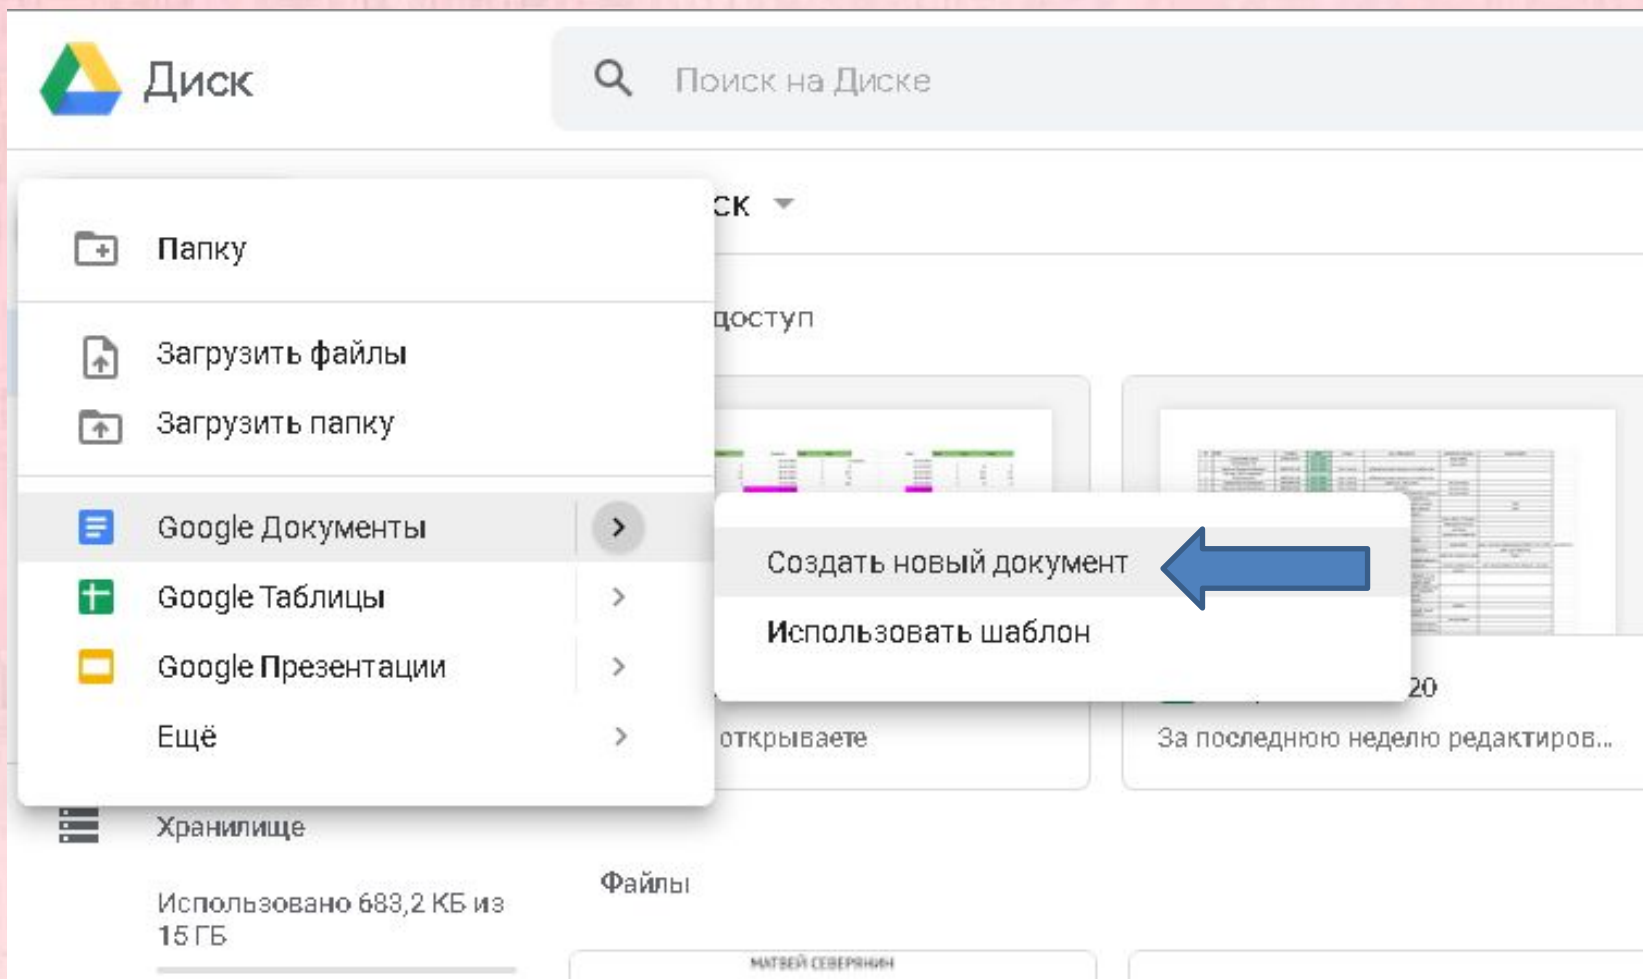 Диск
Поиск на Диске
ск
Папку
доступ
Загрузить файлы
Загрузить папку
Google Документы
Создать новый документ
Google Таблицы
Использовать шаблон
Google Презентации
20
Ещё
открываете
За последнюю неделю редактиров...
Хранилище
Файлы
Использовано 683,2 КБ из
15 ГБ
МАТВЕЙ СЕВЕРЯНИН